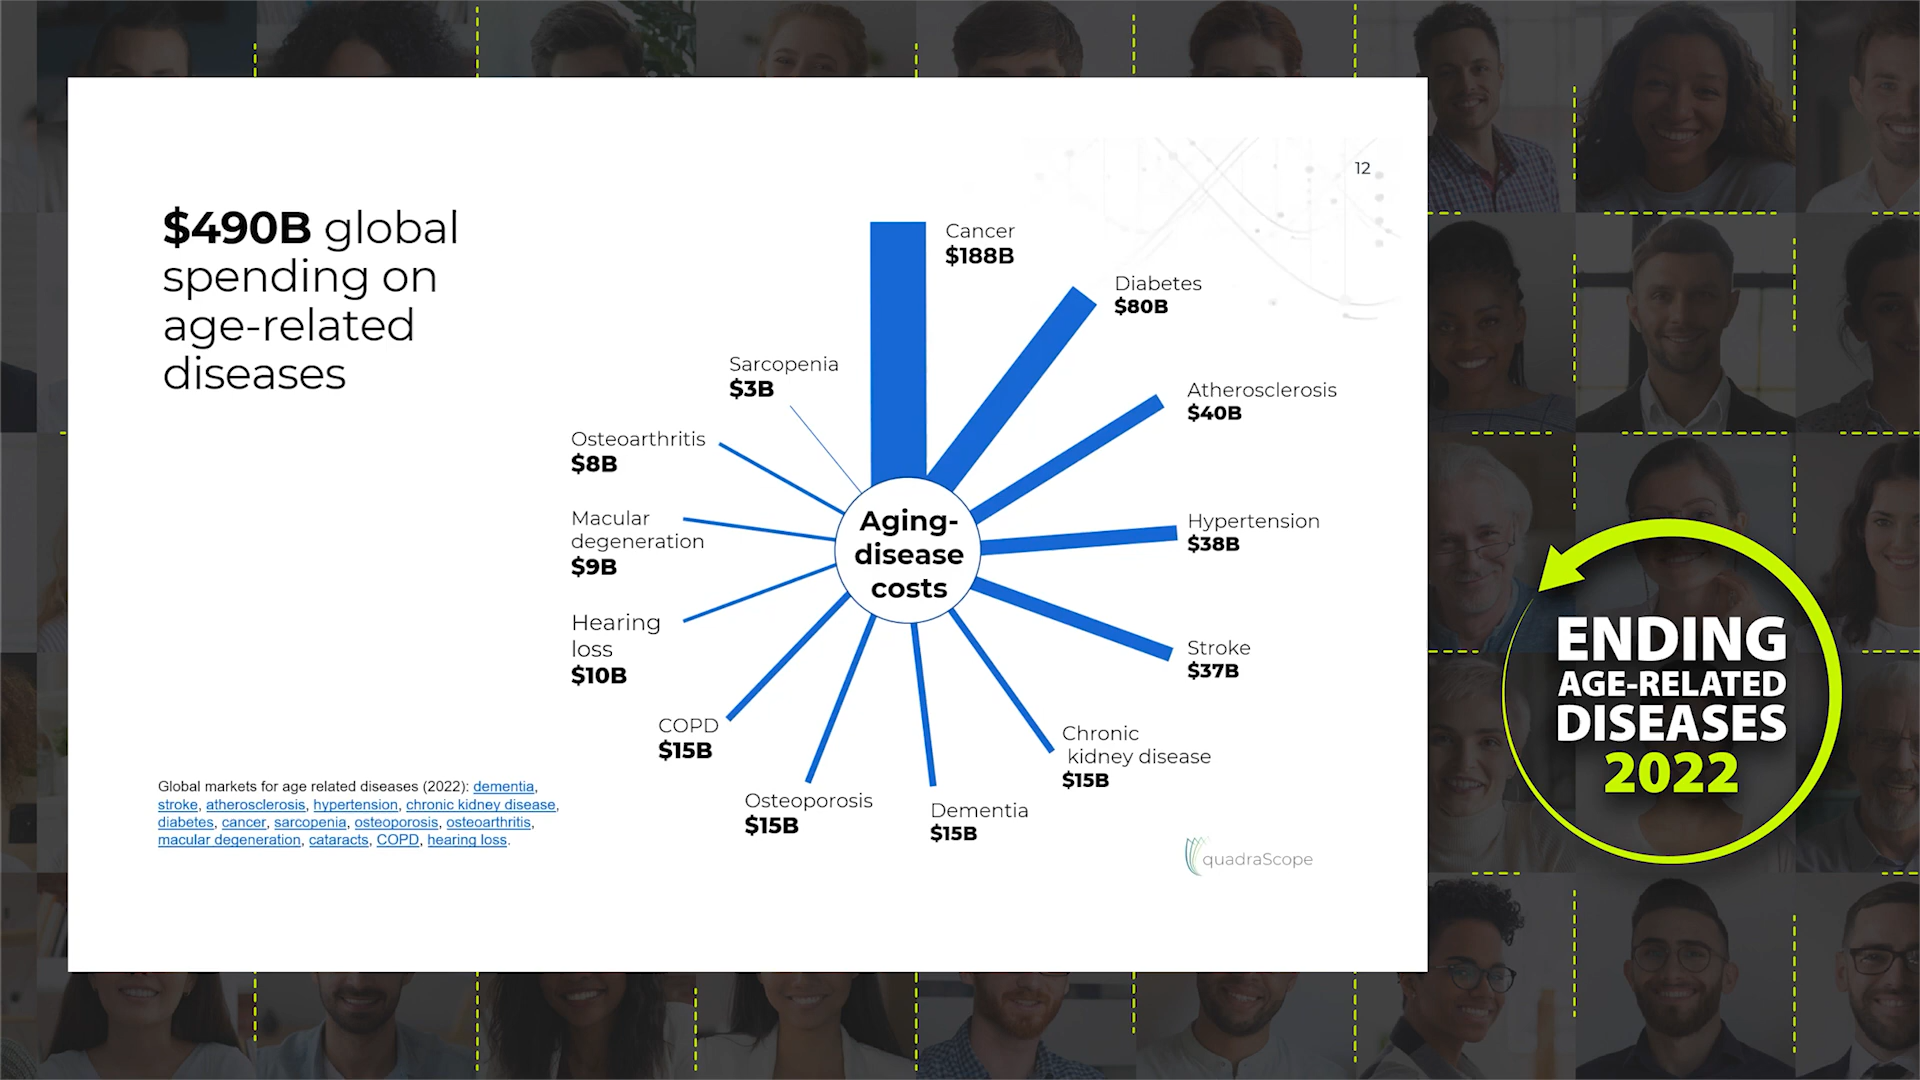 12
$490B global
spending on
age-related
diseases
Cancer
$188B
Diabetes
$80B
Atherosclerosis
$40B
Hypertension
$38B
Stroke
$37B
Chronic
kidney disease
$15B
Dementia
$15B
Osteoporosis
$15B
COPD
$15B
Hearing
loss
$10B
Macular
degeneration
$9B
Osteoarthritis
$8B
Sarcopenia
$3B
Aging-
disease
costs
Global markets for age related diseases (2022): dementia,
stroke, atherosclerosis, hypertension, chronic kidney disease,
diabetes, cancer, sarcopenia, osteoporosis, osteoarthritis,
macular degeneration, cataracts, COPD, hearing loss.
quadraScope
ENDING
AGE-RELATED
DISEASES
2022